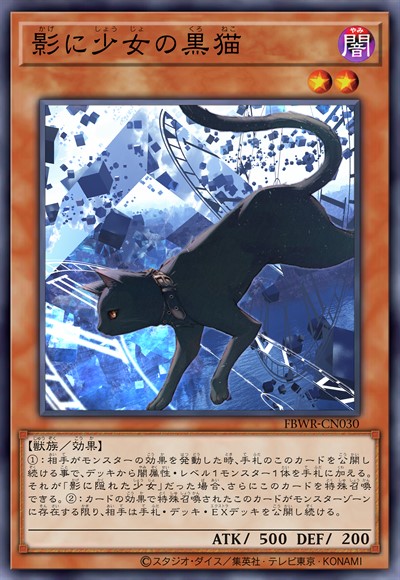 影に少女の黒猫
闇
FBWR-CN030
【獣族/効果】
①:相手がモンスターの効果を発動した時、手札のこのカードを公開し
続ける事で、デッキから闇属性・レベル1モンスター1体を手札に加える。
それが「影に隠れた少女」だった場合、さらにこのカードを特殊召喚
できる。②:カードの効果で特殊召喚されたこのカードがモンスターゾーン
に存在する限り、相手は手札・デッキ・EXデッキを公開し続ける。
ATK/ 500 DEF/ 200
©スタジオ・ダイス/集英社・テレビ東京・KONAMI